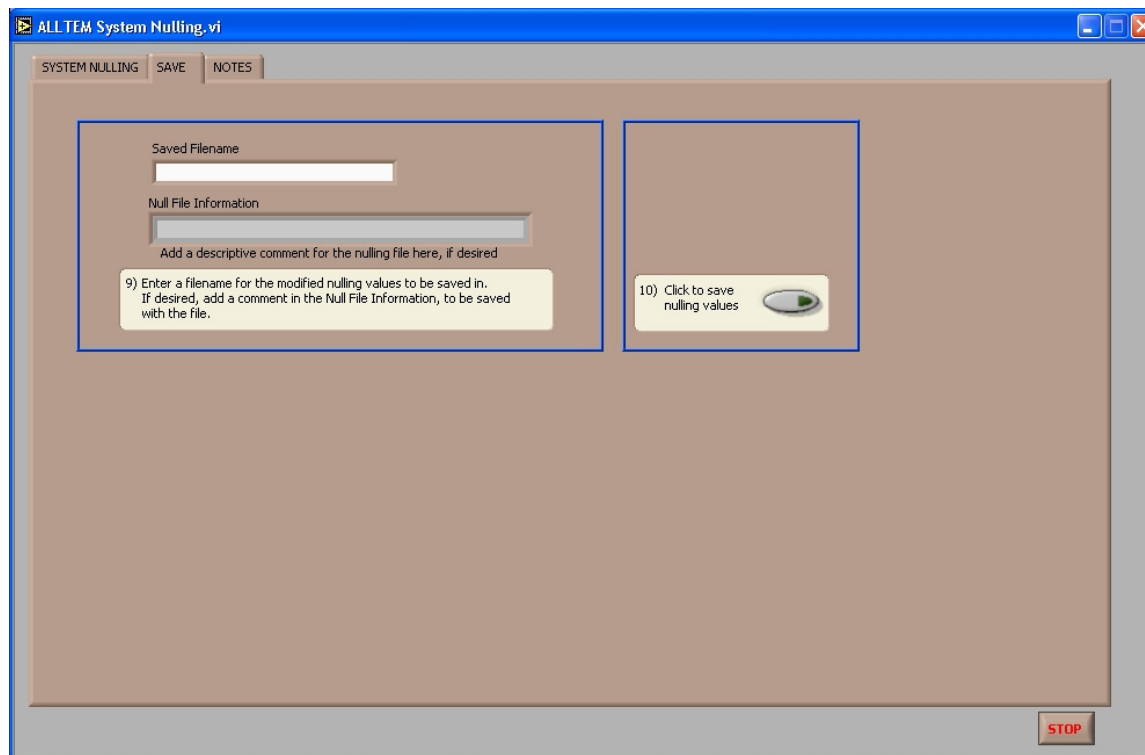 ALLTEM System Nulling.vi
SYSTEM NULLING
SAVE
NOTES
Saved Filename
Null File Information
Add a descriptive comment for the nulling file here, if desired
9) Enter a filename for the modified nulling values to be saved in.
If desired, add a comment in the Null File Information, to be saved
with the file.
10) Click to save
nulling values
STOP